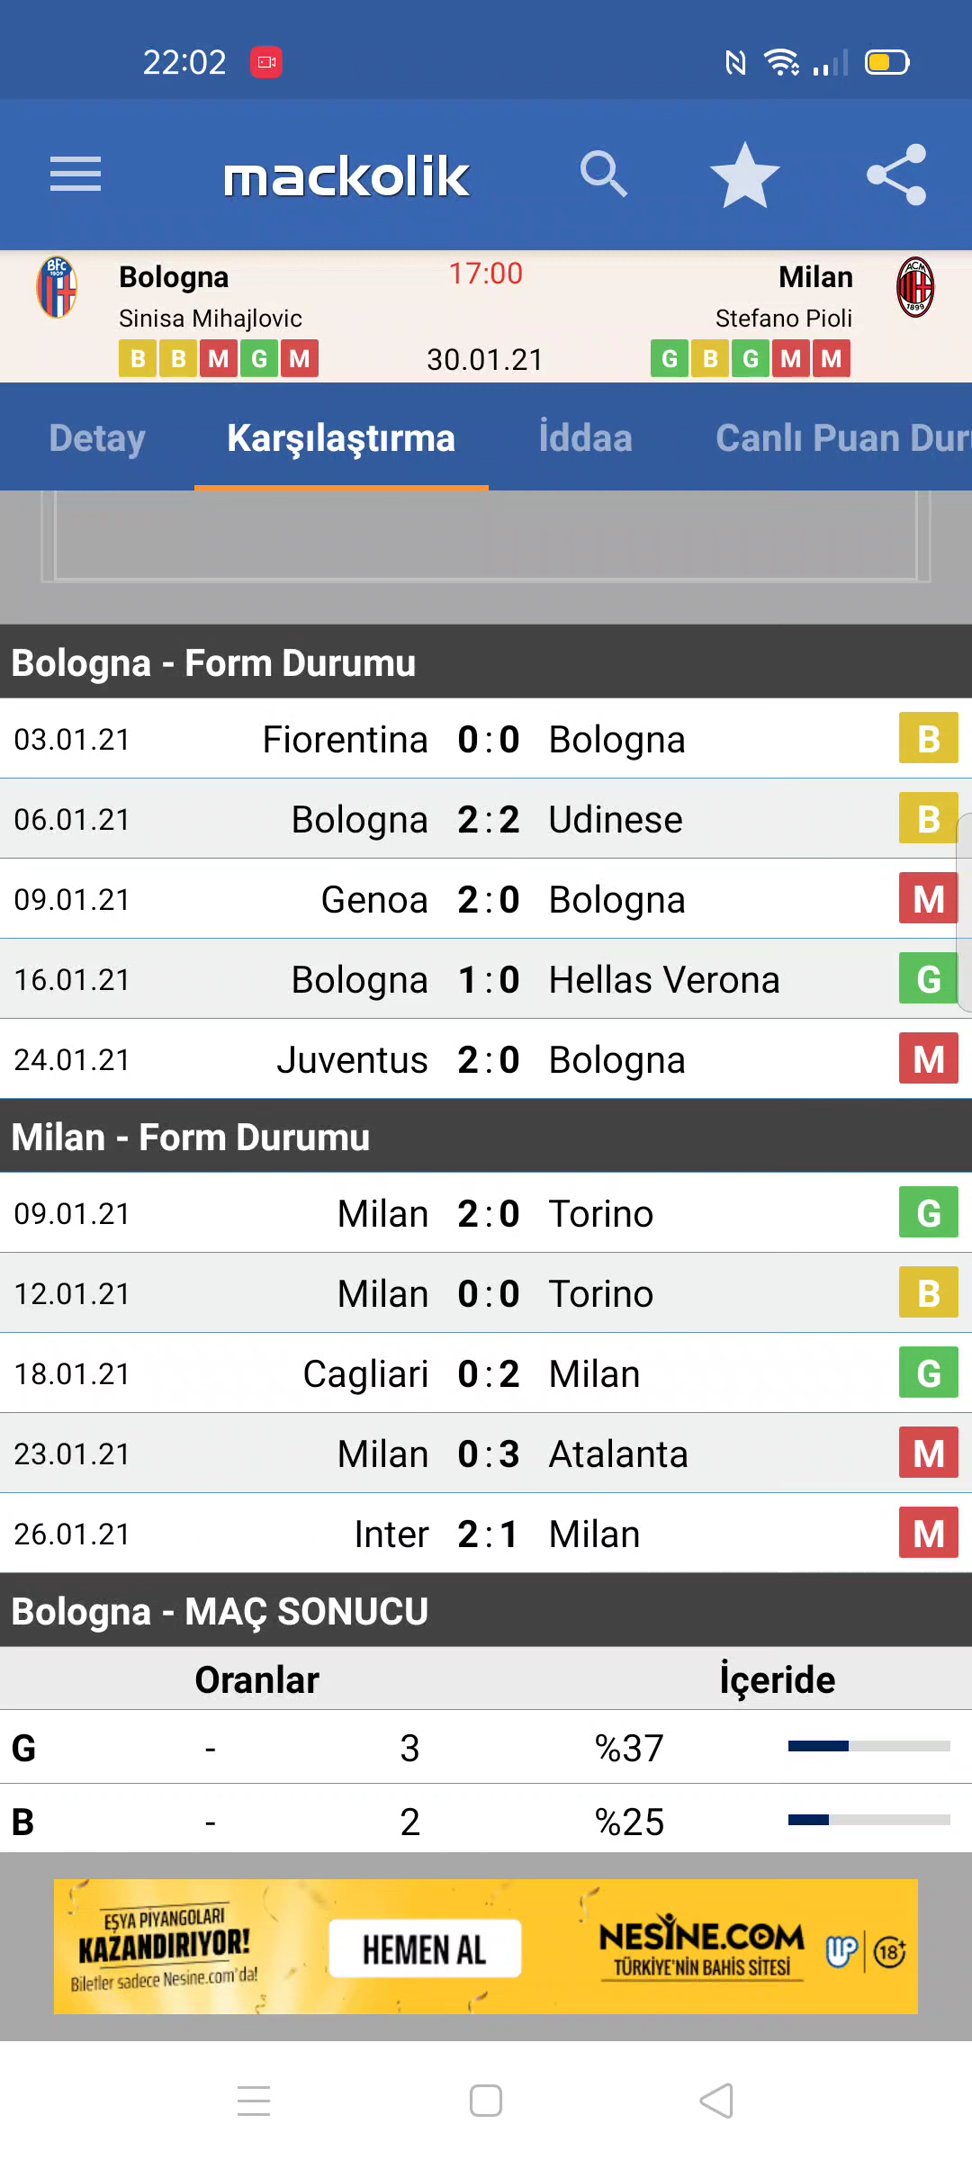 22:02
mackolik
Bologna 17:00 Milan
Sinisa Mihajlovic Stefano Pioli
B B M G M 30.01.21 G B G M M
Detay Karşılaştırma İddaa Canlı Puan Dur
Bologna - Form Durumu
03.01.21 Fiorentina 0:0 Bologna B
06.01.21 Bologna 2:2 Udinese B
09.01.21 Genoa 2:0 Bologna M
16.01.21 Bologna 1:0 Hellas Verona G
24.01.21 Juventus 2:0 Bologna M
Milan - Form Durumu
09.01.21 Milan 2:0 Torino G
12.01.21 Milan 0:0 Torino B
18.01.21 Cagliari 0:2 Milan G
23.01.21 Milan 0:3 Atalanta M
26.01.21 Inter 2:1 Milan M
Bologna - MAÇ SONUCU
Oranlar İçeride
G - 3 %37
B - 2 %25
EŞYA PİYANGOLARI
KAZANDIRIYOR!
Biletler sadece Nesine.com'da!
HEMEN AL
NESİNE.COM
TÜRKİYE'NİN BAHİS SİTESİ
18+